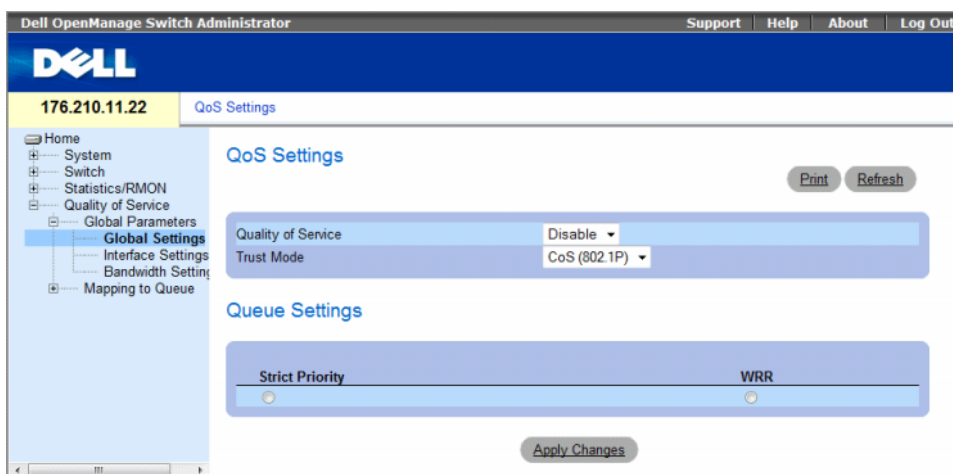 Dell OpenManage Switch Administrator
Support Help About Log Out
DELL
176.210.11.22
QoS Settings
Home
System
Switch
Statistics/RMON
Quality of Service
Global Parameters
Global Settings
Interface Settings
Bandwidth Setting
Mapping to Queue
QoS Settings
Print Refresh
Quality of Service Disable
Trust Mode CoS (802.1P)
Queue Settings
Strict Priority WRR
Apply Changes